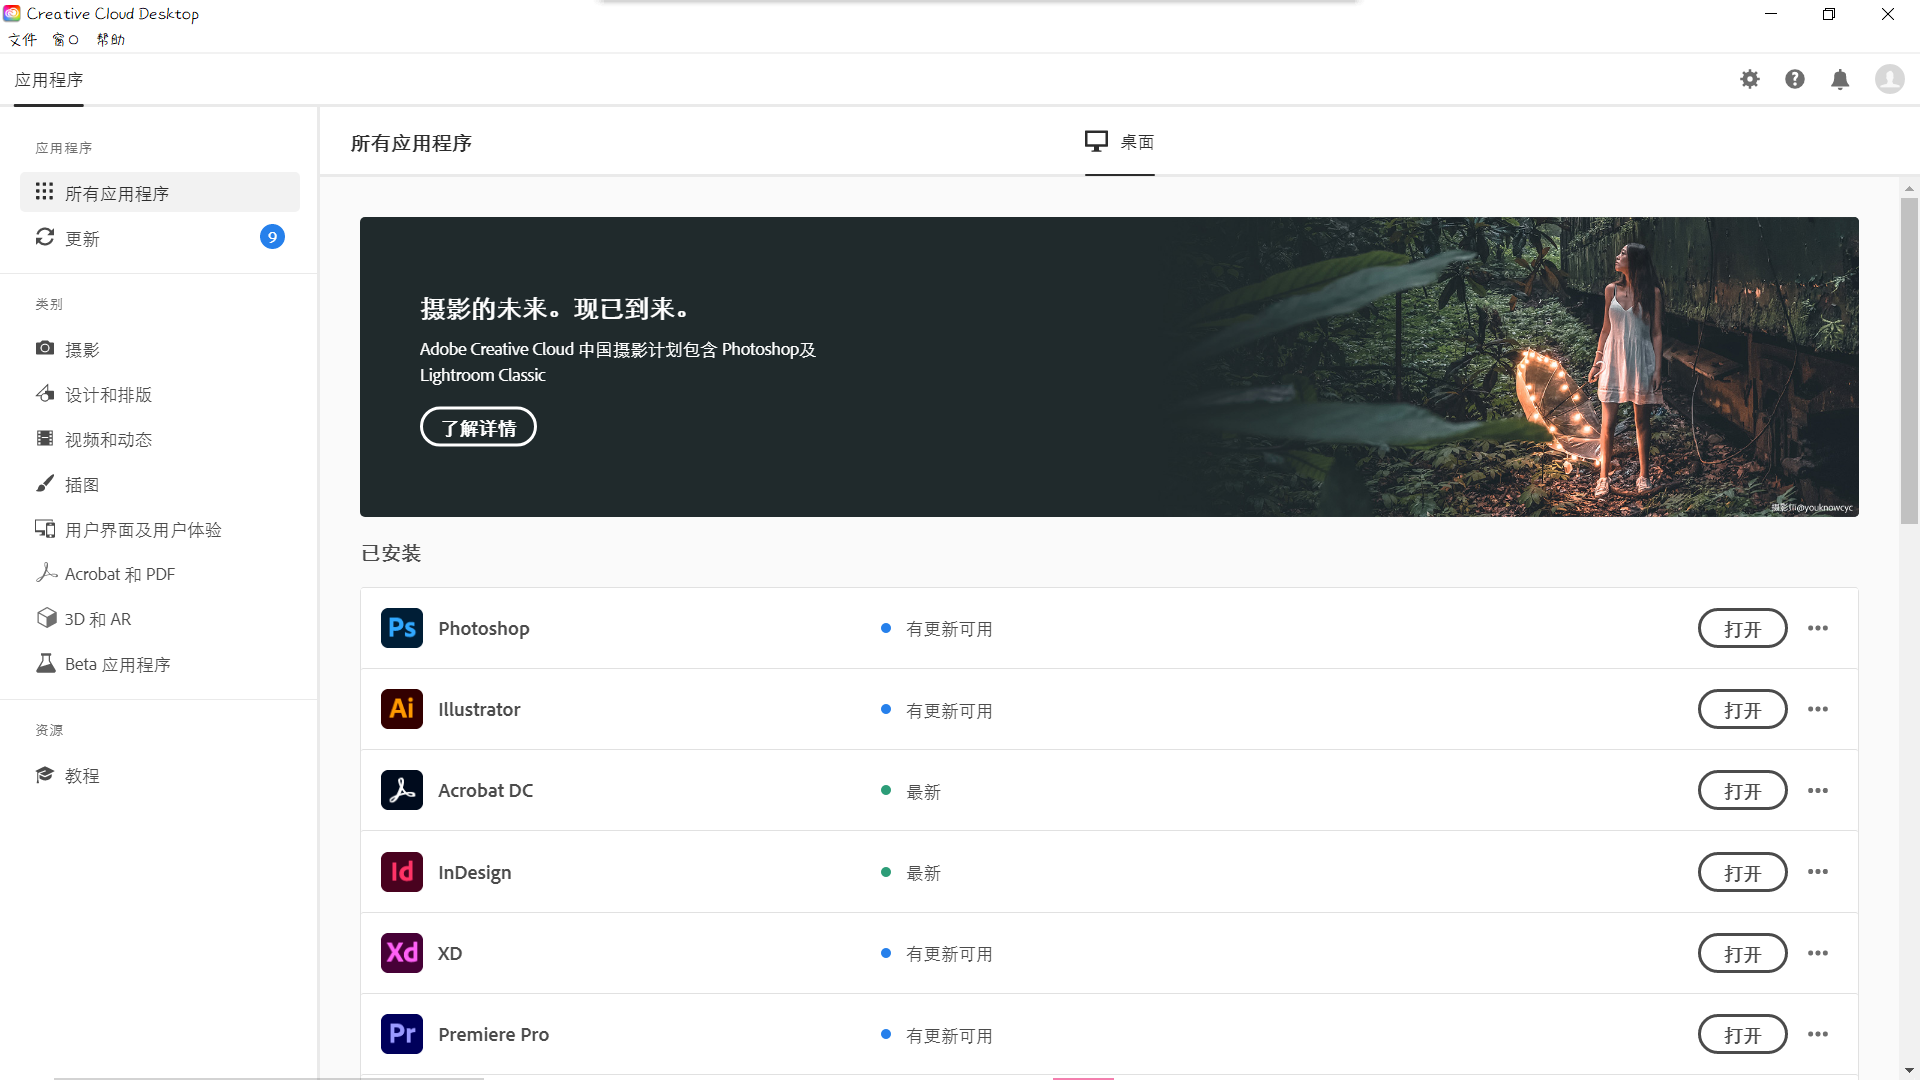 Creative Cloud Desktop
文件 窗口 帮助
应用程序
应用程序
所有应用程序
更新 9
类别
摄影
设计和排版
视频和动态
插图
用户界面及用户体验
Acrobat 和 PDF
3D 和 AR
Beta 应用程序
资源
教程
所有应用程序
桌面
摄影的未来。现已到来。
Adobe Creative Cloud 中国摄影计划包含 Photoshop及
Lightroom Classic
了解详情
摄影师@youknowcyc
已安装
Ps Photoshop 有更新可用 打开
Ai Illustrator 有更新可用 打开
Acrobat DC 最新 打开
Id InDesign 最新 打开
Xd XD 有更新可用 打开
Pr Premiere Pro 有更新可用 打开